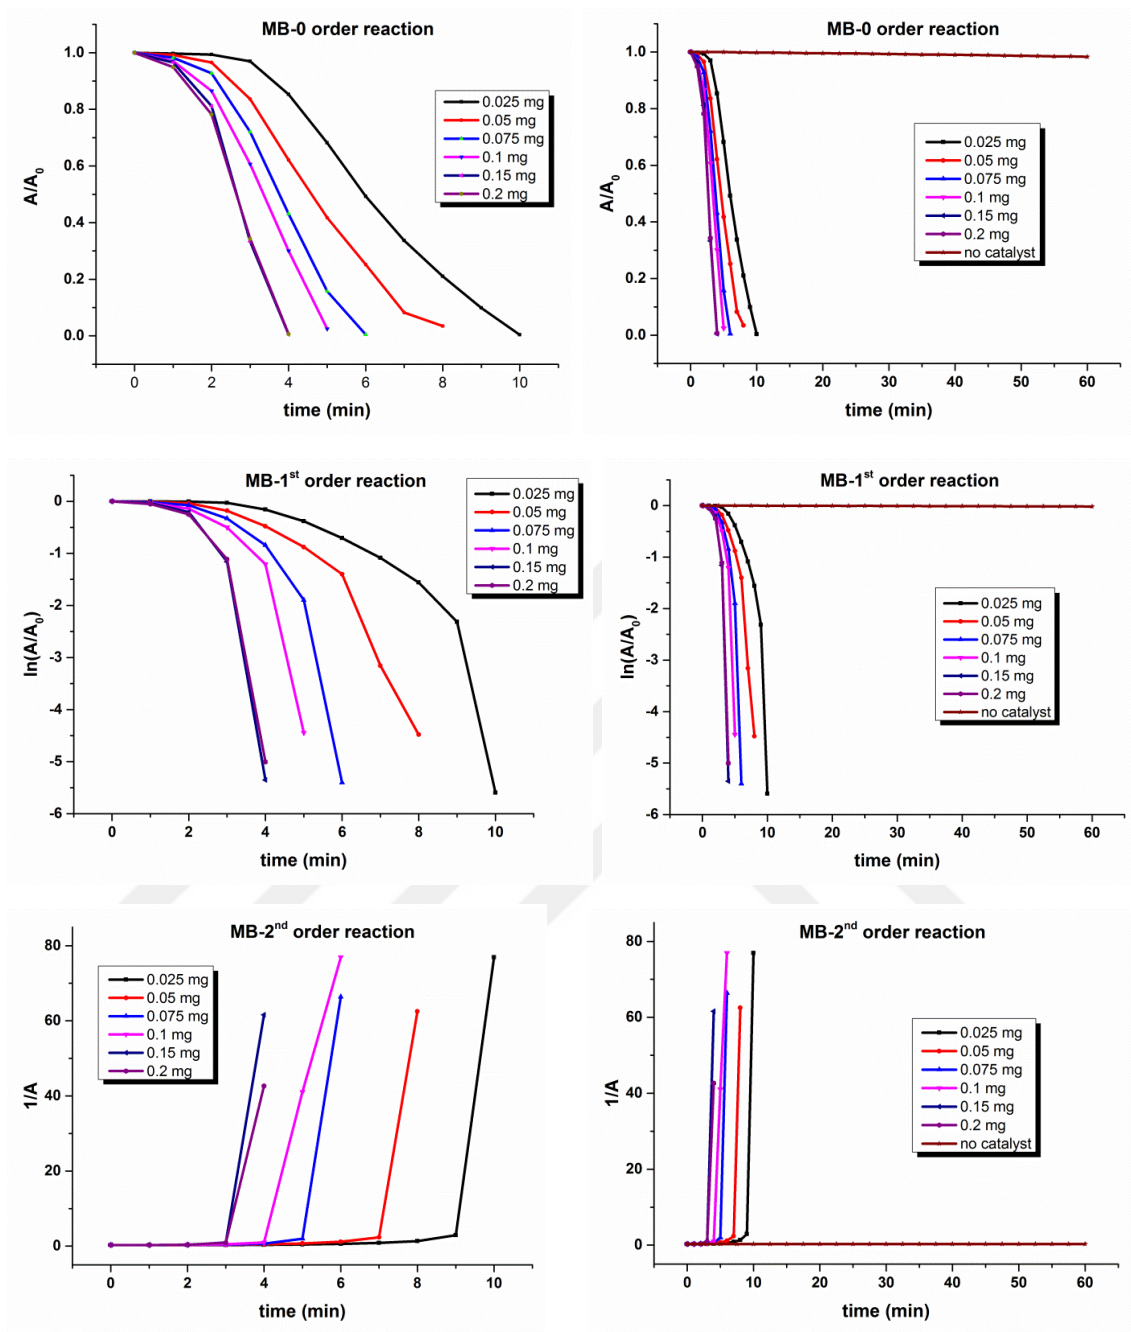 MB-0 order reaction
1.0
0.8
0.6
0.4
0.2
0.0
A/A0
0.025 mg
0.05 mg
0.075 mg
0.1 mg
0.15 mg
0.2 mg
0 2 4 6 8 10
time (min)
MB-0 order reaction
1.0
0.8
0.6
0.4
0.2
0.0
A/A0
0.025 mg
0.05 mg
0.075 mg
0.1 mg
0.15 mg
0.2 mg
no catalyst
0 10 20 30 40 50 60
time (min)
MB-1st order reaction
0
-1
-2
-3
-4
-5
-6
ln(A/A0)
0.025 mg
0.05 mg
0.075 mg
0.1 mg
0.15 mg
0.2 mg
0 2 4 6 8 10
time (min)
MB-1st order reaction
0
-1
-2
-3
-4
-5
-6
ln(A/A0)
0.025 mg
0.05 mg
0.075 mg
0.1 mg
0.15 mg
0.2 mg
no catalyst
0 10 20 30 40 50 60
time (min)
MB-2nd order reaction
80
60
40
20
0
1/A
0.025 mg
0.05 mg
0.075 mg
0.1 mg
0.15 mg
0.2 mg
0 2 4 6 8 10
time (min)
MB-2nd order reaction
80
60
40
20
0
1/A
0.025 mg
0.05 mg
0.075 mg
0.1 mg
0.15 mg
0.2 mg
no catalyst
0 10 20 30 40 50 60
time (min)